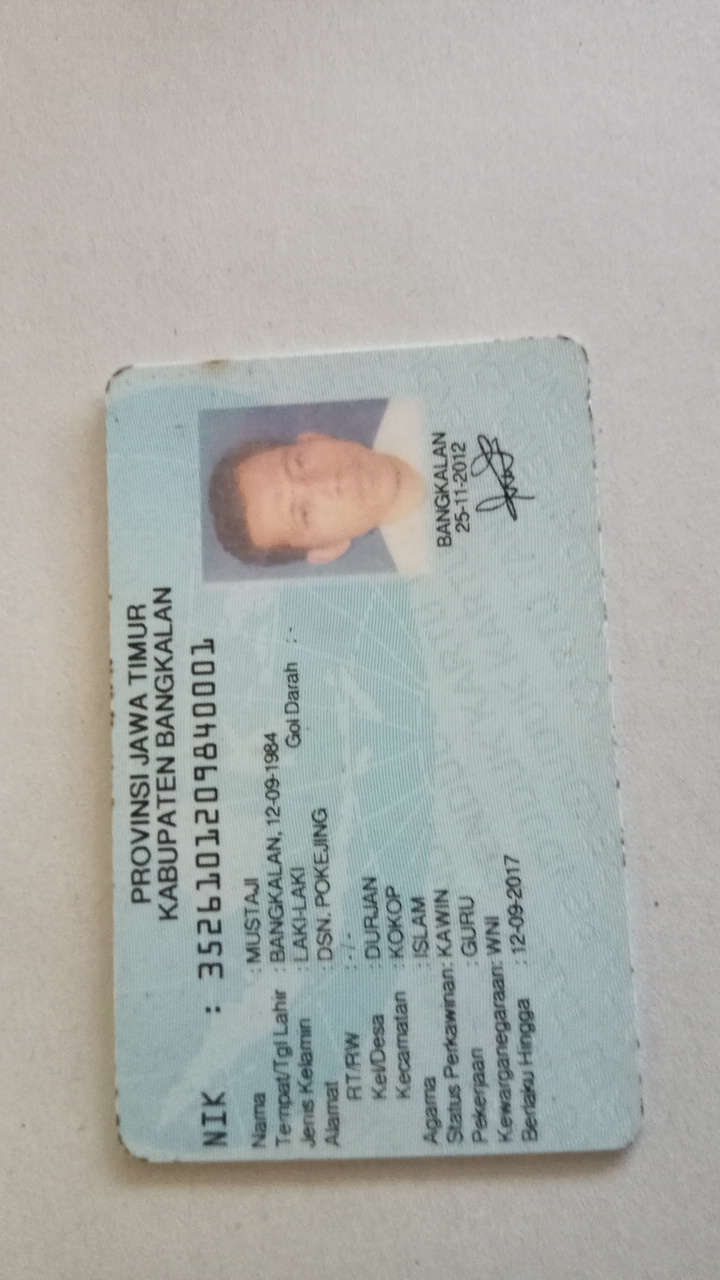 PROVINSI JAWA TIMUR
KABUPATEN BANGKALAN
NIK : 3526101209840001
Nama : MUSTAJI
Tempat/Tgl Lahir : BANGKALAN, 12-09-1984
Jenis Kelamin : LAKI-LAKI Gol Darah : -
Alamat : DSN. POKEJING
RT/RW : - / -
Kel/Desa : DURJAN
Kecamatan : KOKOP
Agama : ISLAM
Status Perkawinan: KAWIN
Pekerjaan : GURU
Kewarganegaraan: WNI
Berlaku Hingga : 12-09-2017
BANGKALAN
25-11-2012